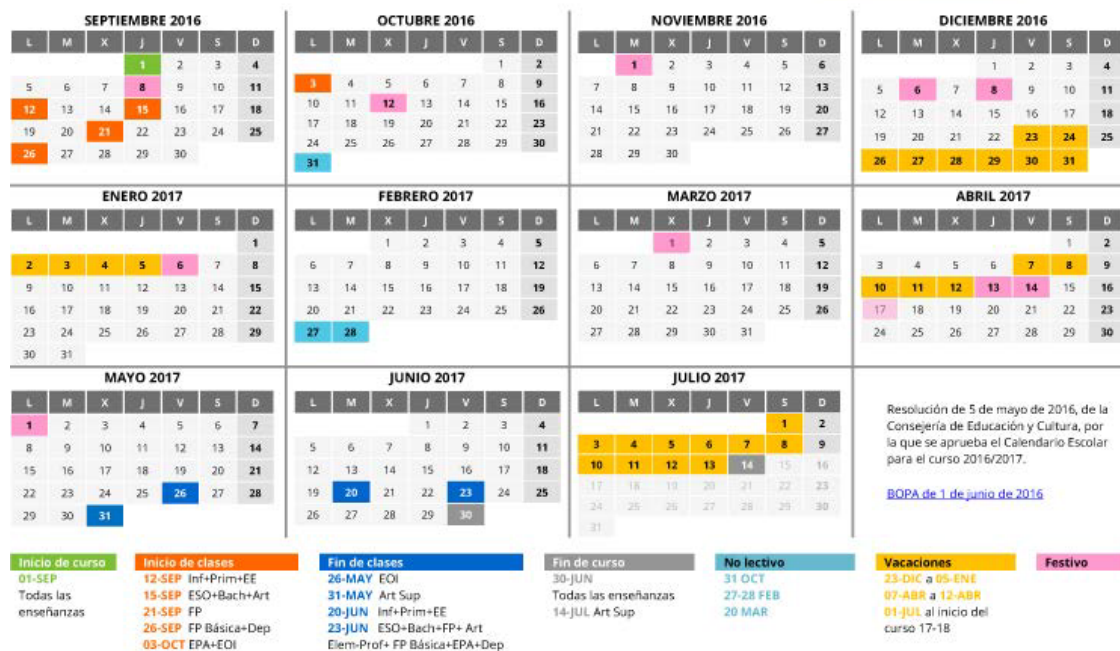 SEPTIEMBRE 2016
L M X J V S D
1 2 3 4
5 6 7 8 9 10 11
12 13 14 15 16 17 18
19 20 21 22 23 24 25
26 27 28 29 30
OCTUBRE 2016
L M X J V S D
1 2
3 4 5 6 7 8 9
10 11 12 13 14 15 16
17 18 19 20 21 22 23
24 25 26 27 28 29 30
31
NOVIEMBRE 2016
L M X J V S D
1 2 3 4 5 6
7 8 9 10 11 12 13
14 15 16 17 18 19 20
21 22 23 24 25 26 27
28 29 30
DICIEMBRE 2016
L M X J V S D
1 2 3 4
5 6 7 8 9 10 11
12 13 14 15 16 17 18
19 20 21 22 23 24 25
26 27 28 29 30 31
ENERO 2017
L M X J V S D
1
2 3 4 5 6 7 8
9 10 11 12 13 14 15
16 17 18 19 20 21 22
23 24 25 26 27 28 29
30 31
FEBRERO 2017
L M X J V S D
1 2 3 4 5
6 7 8 9 10 11 12
13 14 15 16 17 18 19
20 21 22 23 24 25 26
27 28
MARZO 2017
L M X J V S D
1 2 3 4 5
6 7 8 9 10 11 12
13 14 15 16 17 18 19
20 21 22 23 24 25 26
27 28 29 30 31
ABRIL 2017
L M X J V S D
1 2
3 4 5 6 7 8 9
10 11 12 13 14 15 16
17 18 19 20 21 22 23
24 25 26 27 28 29 30
MAYO 2017
L M X J V S D
1 2 3 4 5 6 7
8 9 10 11 12 13 14
15 16 17 18 19 20 21
22 23 24 25 26 27 28
29 30 31
JUNIO 2017
L M X J V S D
1 2 3 4
5 6 7 8 9 10 11
12 13 14 15 16 17 18
19 20 21 22 23 24 25
26 27 28 29 30
JULIO 2017
L M X J V S D
1 2
3 4 5 6 7 8 9
10 11 12 13 14 15 16
17 18 19 20 21 22 23
24 25 26 27 28 29 30
31
Resolución de 5 de mayo de 2016, de la
Consejería de Educación y Cultura, por
la que se aprueba el Calendario Escolar
para el curso 2016/2017.
BOPA de 1 de junio de 2016
Inicio de curso
01-SEP
Todas las
enseñanzas
Inicio de clases
12-SEP Inf+Prim+EE
15-SEP ESO+Bach+Art
21-SEP FP
26-SEP FP Básica+Dep
03-OCT EPA+EOI
Fin de clases
26-MAY EOI
31-MAY Art Sup
20-JUN Inf+Prim+EE
23-JUN ESO+Bach+FP+ Art
Elem-Prof+ FP Básica+EPA+Dep
Fin de curso
30-JUN
Todas las enseñanzas
14-JUL Art Sup
No lectivo
31 OCT
27-28 FEB
20 MAR
Vacaciones
23-DIC a 05-ENE
07-ABR a 12-ABR
01-JUL al inicio del
curso 17-18
Festivo